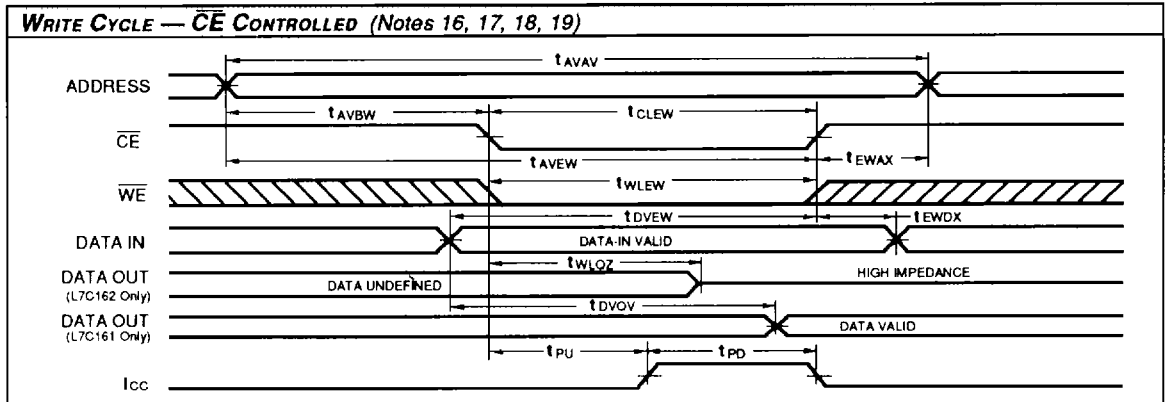 WRITE CYCLE — CE CONTROLLED (Notes 16, 17, 18, 19)
tAVAV
ADDRESS
tAVBW
tCLEW
CE
tAVEW
tEWAX
tWLEW
WE
tDVEW
tEWDX
DATA IN
DATA-IN VALID
tWLQZ
DATA OUT
(L7C162 Only)
DATA UNDEFINED
HIGH IMPEDANCE
tDVQV
DATA OUT
(L7C161 Only)
DATA VALID
tPU
tPD
ICC